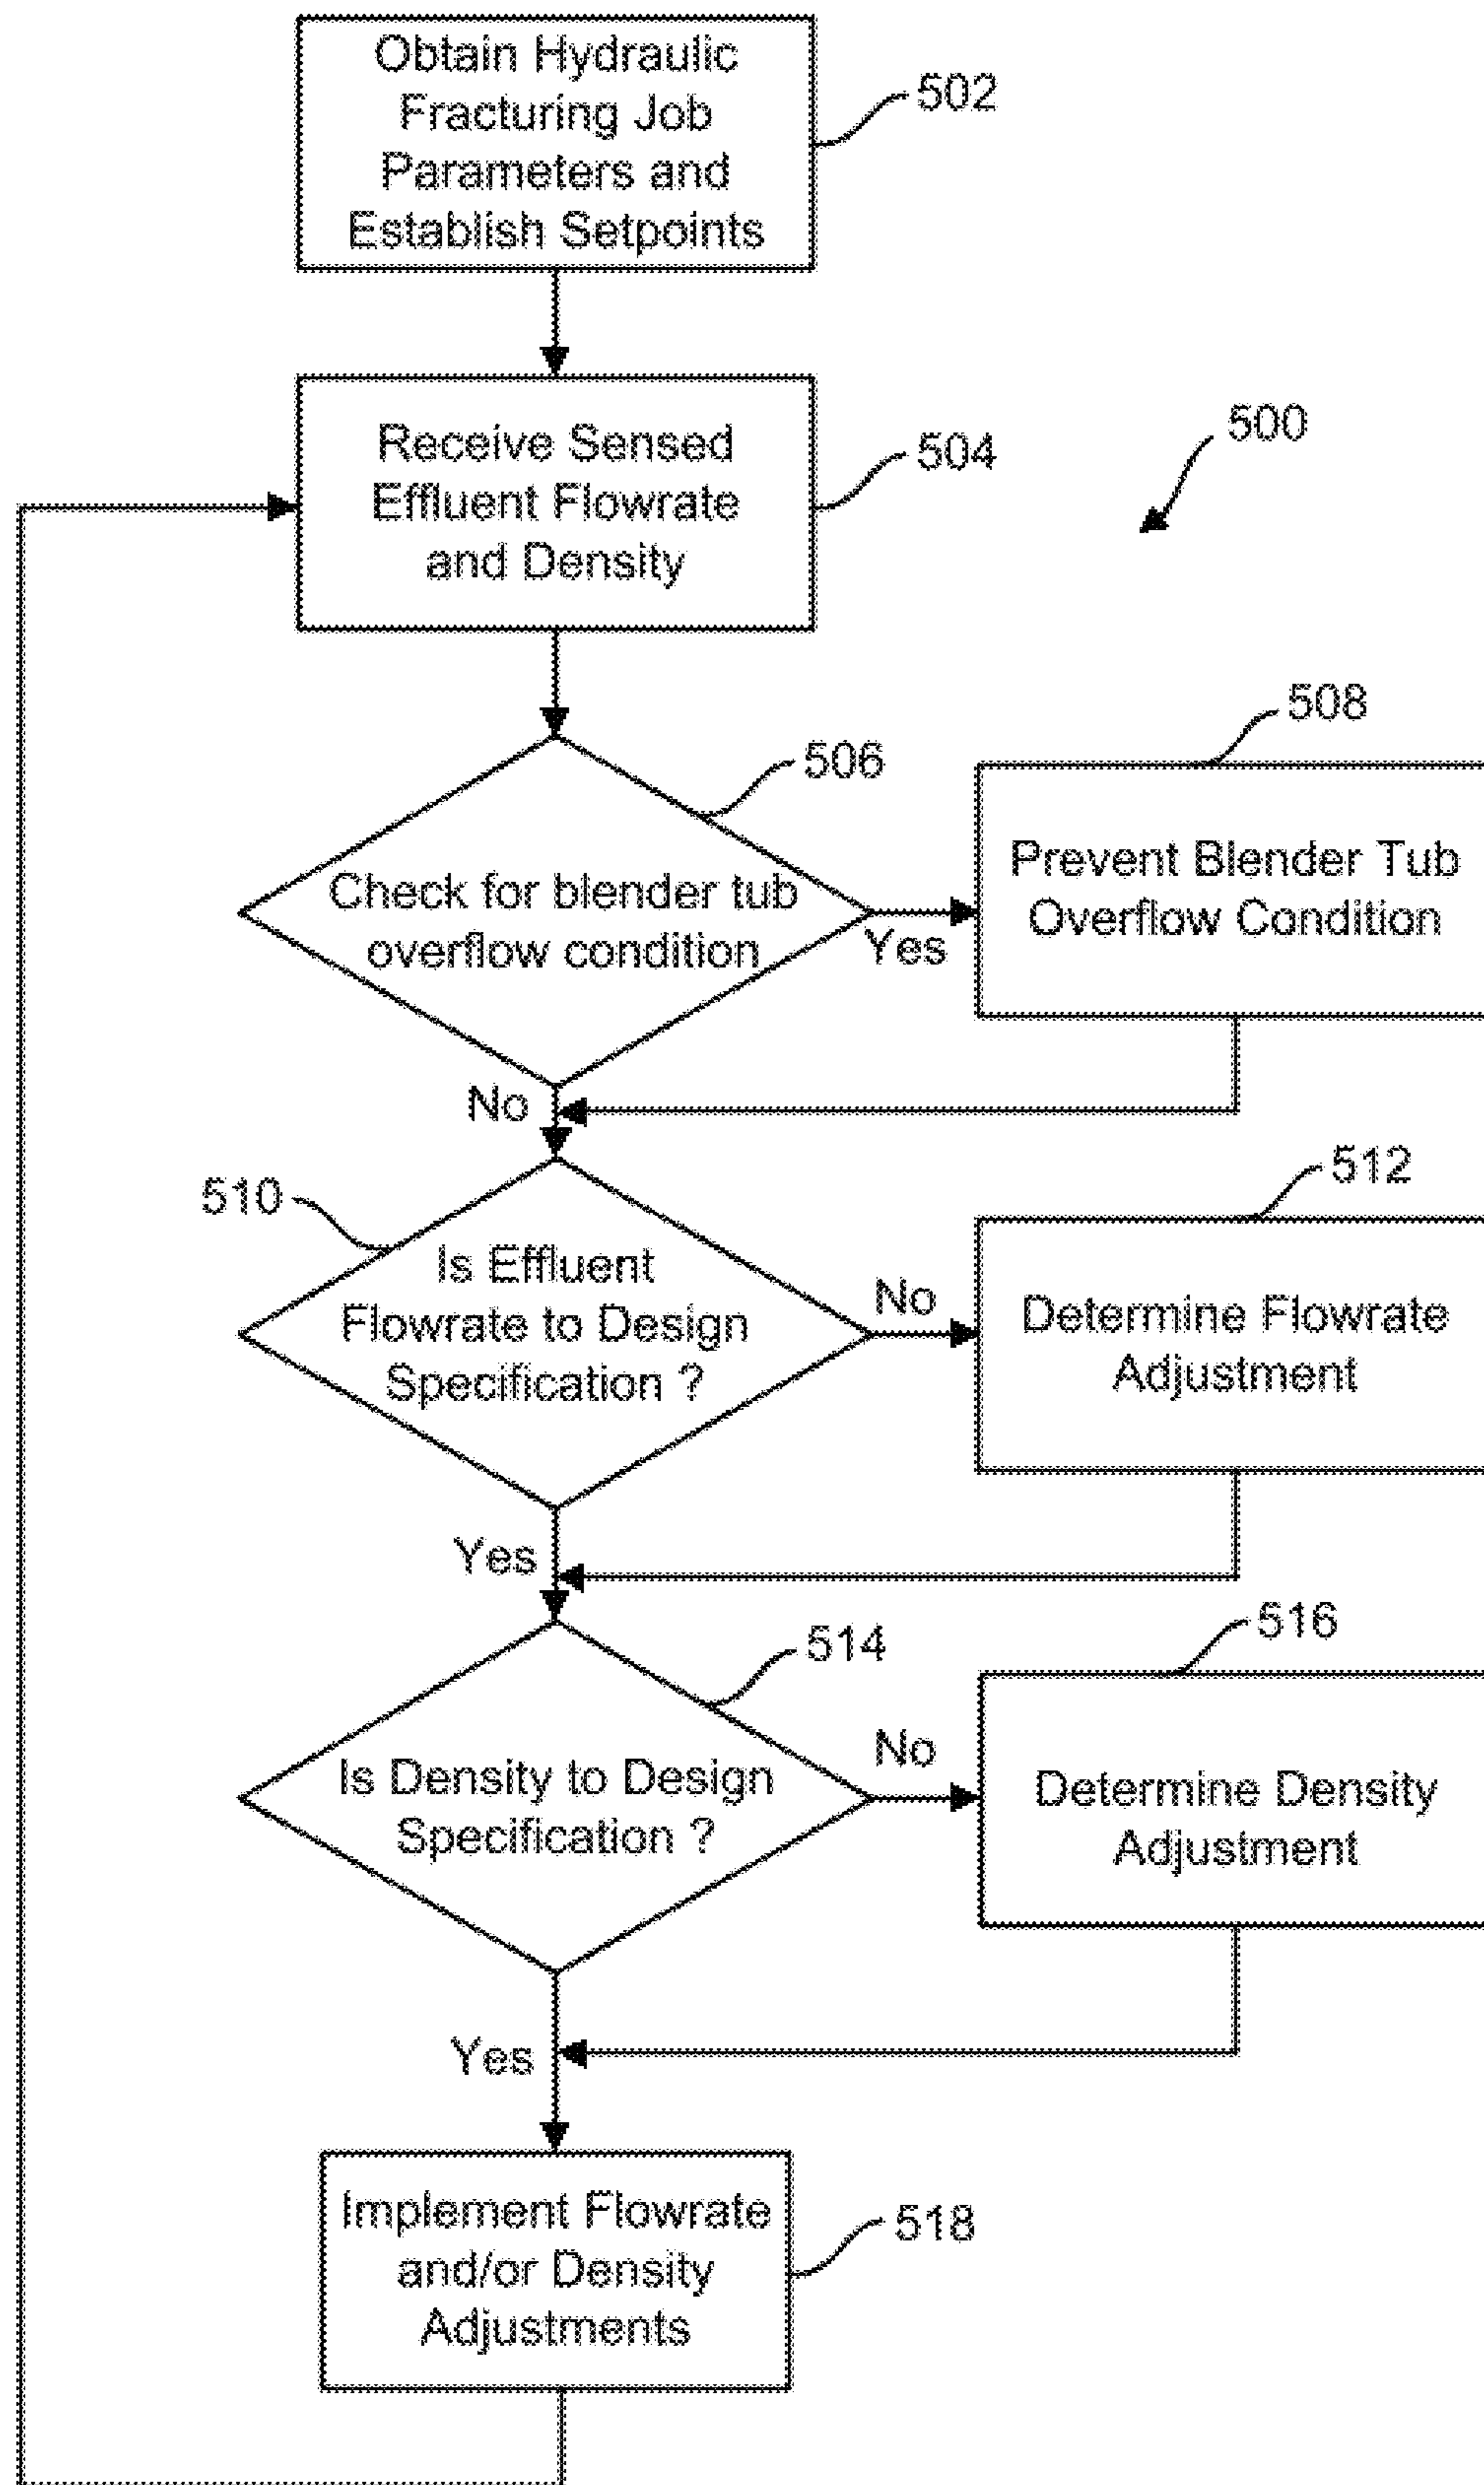 Obtain Hydraulic
Fracturing Job
Parameters and
Establish Setpoints
502
Receive Sensed
Effluent Flowrate
and Density
504
500
Check for blender tub
overflow condition
506
Yes
Prevent Blender Tub
Overflow Condition
508
No
510
Is Effluent
Flowrate to Design
Specification ?
No
Determine Flowrate
Adjustment
512
Yes
Is Density to Design
Specification ?
514
No
Determine Density
Adjustment
516
Yes
Implement Flowrate
and/or Density
Adjustments
518